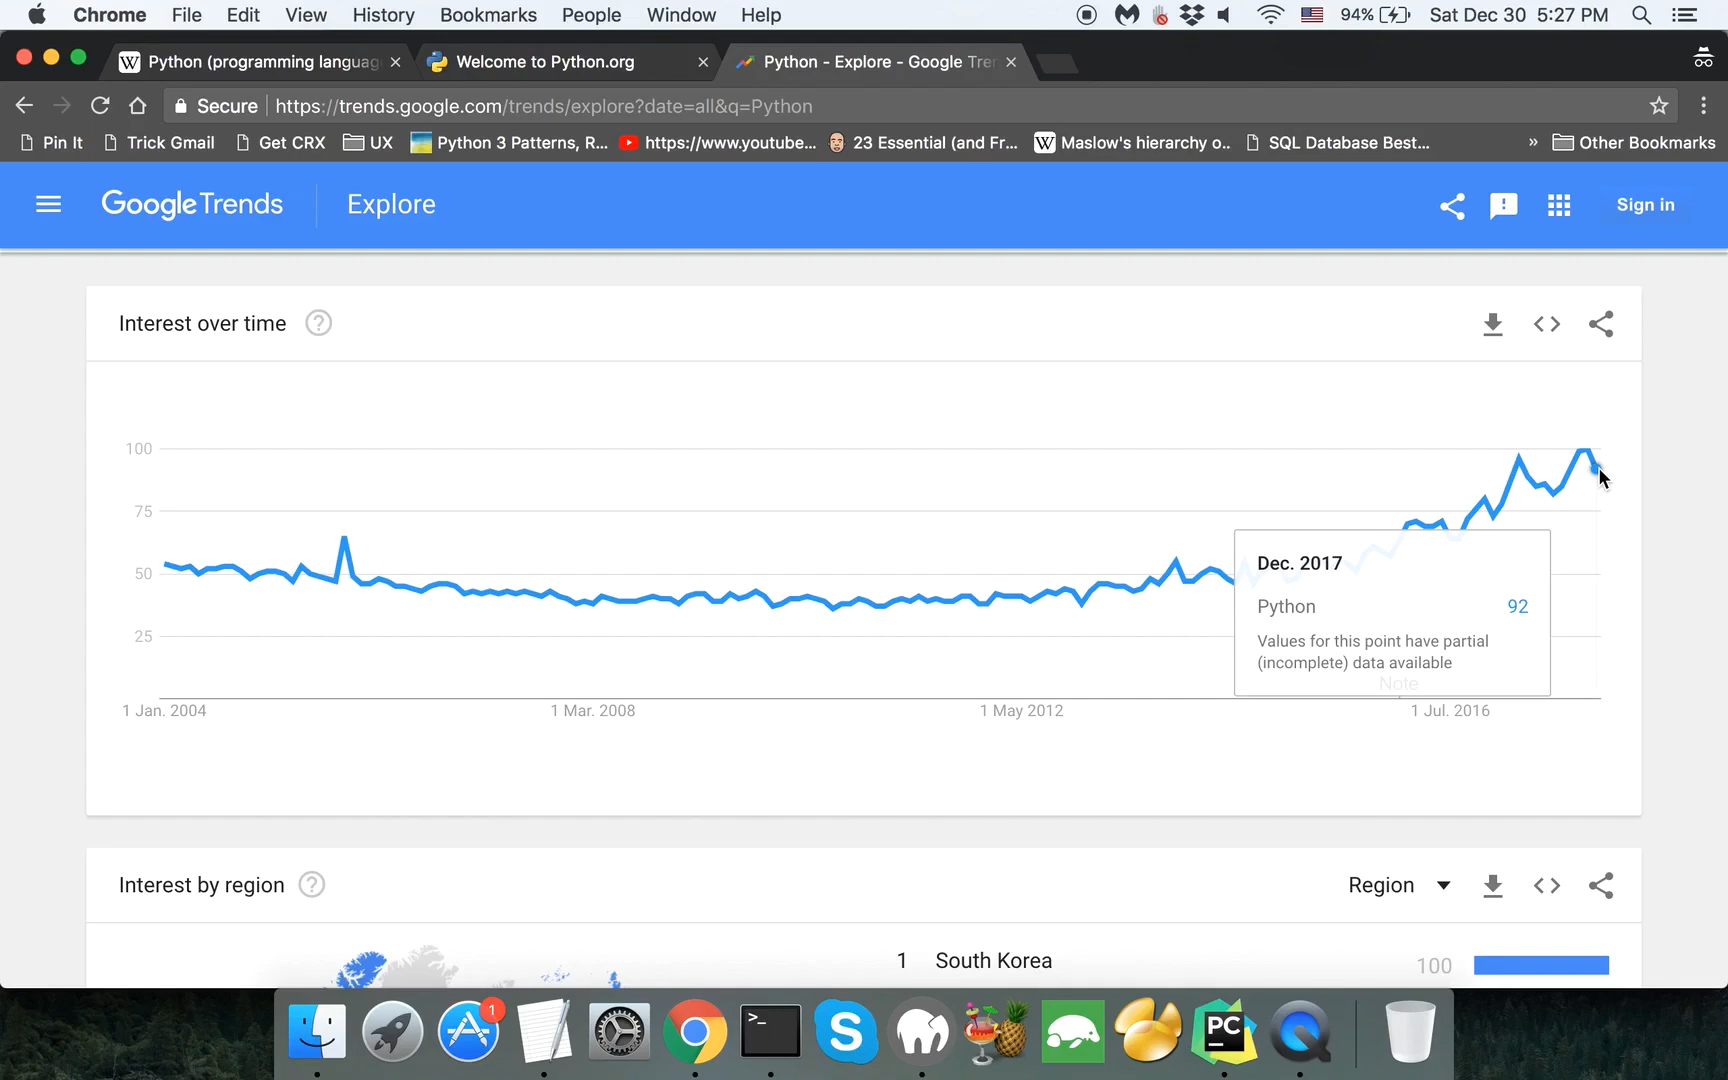 Chrome File Edit View History Bookmarks People Window Help 94% Sat Dec 30 5:27 PM
W Python (programming languag Welcome to Python.org Python - Explore - Google Tre
Secure https://trends.google.com/trends/explore?date=all&q=Python
Pin It Trick Gmail Get CRX UX Python 3 Patterns, R... https://www.youtube... 23 Essential (and Fr... W Maslow's hierarchy o.. SQL Database Best... » Other Bookmarks
Google Trends Explore Sign in
Interest over time ?
100
75
50
25
Dec. 2017
Python 92
Values for this point have partial
(incomplete) data available
Note
1 Jan. 2004 1 Mar. 2008 1 May 2012 1 Jul. 2016
Interest by region ? Region
1 South Korea 100
1
>_
S
PC